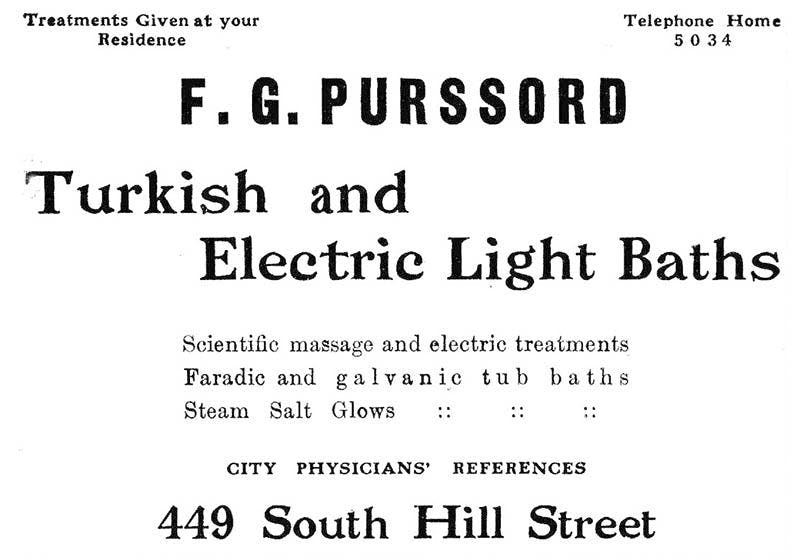 Treatments Given at your
Residence
Telephone Home
5034
F. G. PURSSORD
Turkish and
Electric Light Baths
Scientific massage and electric treatments
Faradic and galvanic tub baths
Steam Salt Glows :: :: ::
CITY PHYSICIANS' REFERENCES
449 South Hill Street